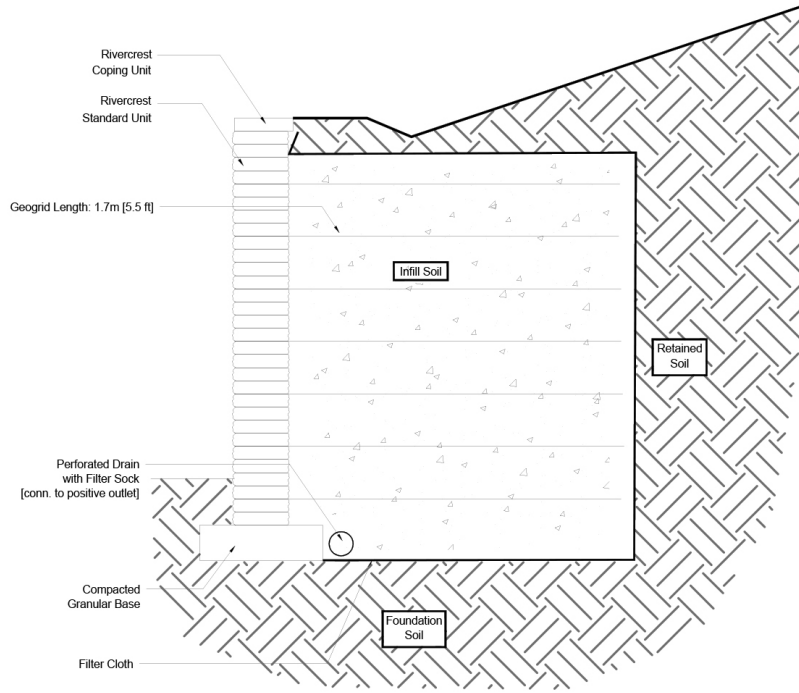 Rivercrest
Coping Unit
Rivercrest
Standard Unit
Geogrid Length: 1.7m [5.5 ft]
Infill Soil
Retained
Soil
Perforated Drain
with Filter Sock
[conn. to positive outlet]
Compacted
Granular Base
Foundation
Soil
Filter Cloth